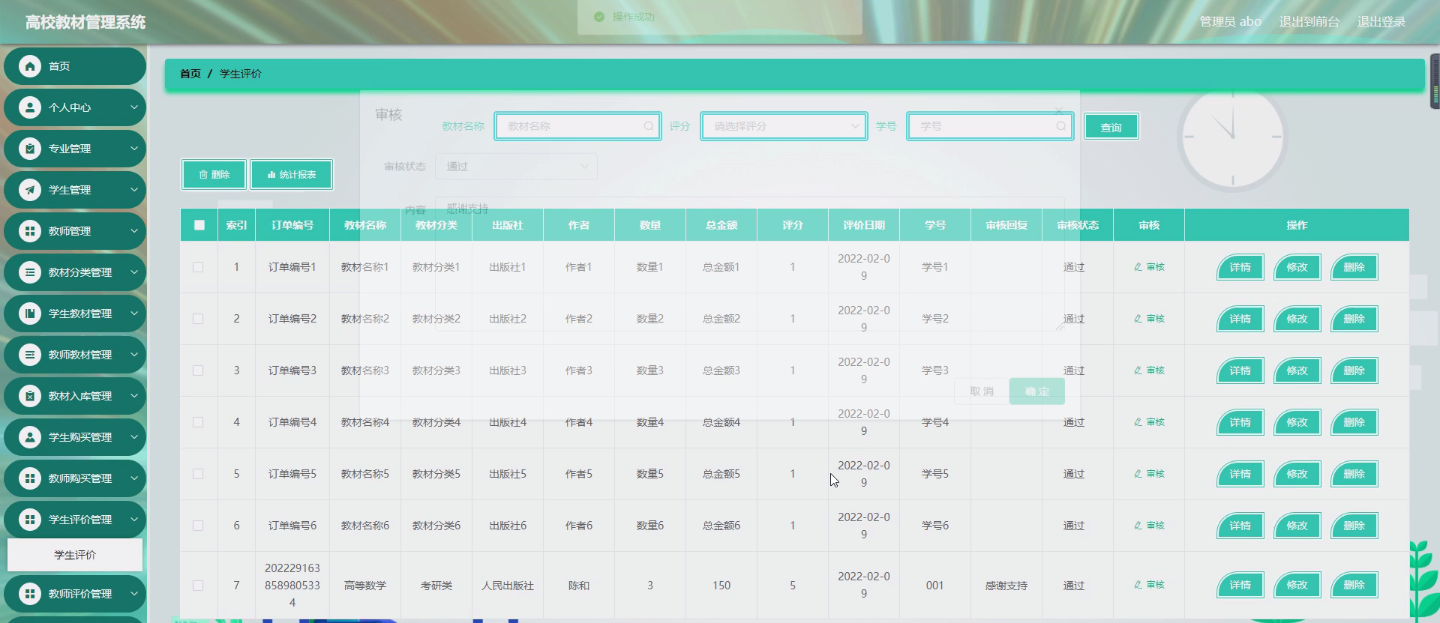 高校教材管理系统
操作成功
管理员 abo 退出到前台 退出登录
首页
个人中心
专业管理
学生管理
教师管理
教材分类管理
学生教材管理
教师教材管理
教材入库管理
学生购买管理
教师购买管理
学生评价管理
学生评价
教师评价管理
首页 / 学生评价
审核
教材名称 教材名称 评分 请选择评分 学号 学号 查询
审核状态 通过
删除 统计报表
内容 感谢支持
索引 订单编号 教材名称 教材分类 出版社 作者 数量 总金额 评分 评价日期 学号 审核回复 审核状态 审核 操作
1 订单编号1 教材名称1 教材分类1 出版社1 作者1 数量1 总金额1 1 2022-02-09 学号1 通过 审核 详情 修改 删除
2 订单编号2 教材名称2 教材分类2 出版社2 作者2 数量2 总金额2 1 2022-02-09 学号2 通过 审核 详情 修改 删除
3 订单编号3 教材名称3 教材分类3 出版社3 作者3 数量3 总金额3 1 2022-02-09 学号3 通过 审核 详情 修改 删除
取消 确定
4 订单编号4 教材名称4 教材分类4 出版社4 作者4 数量4 总金额4 1 2022-02-09 学号4 通过 审核 详情 修改 删除
5 订单编号5 教材名称5 教材分类5 出版社5 作者5 数量5 总金额5 1 2022-02-09 学号5 通过 审核 详情 修改 删除
6 订单编号6 教材名称6 教材分类6 出版社6 作者6 数量6 总金额6 1 2022-02-09 学号6 通过 审核 详情 修改 删除
7 2022291638589805334 高等数学 考研类 人民出版社 陈和 3 150 5 2022-02-09 001 感谢支持 通过 审核 详情 修改 删除